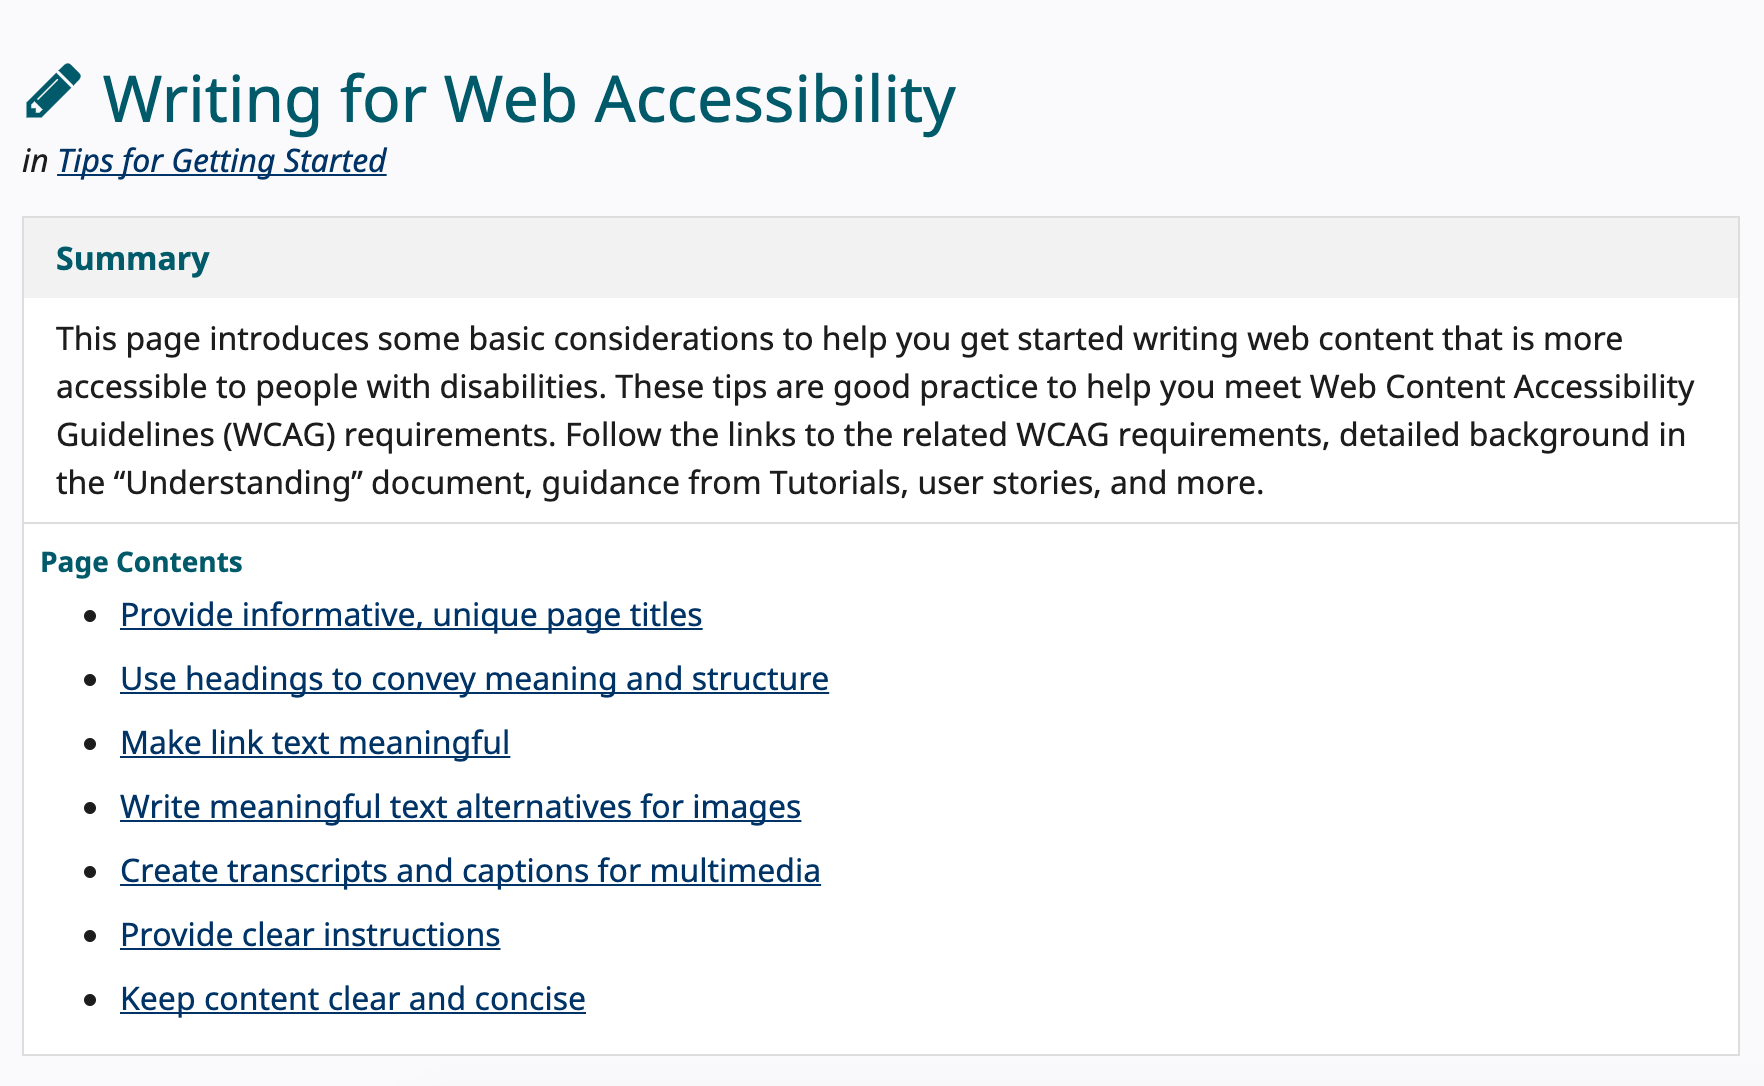 Writing for Web Accessibility
in Tips for Getting Started
Summary
This page introduces some basic considerations to help you get started writing web content that is more
accessible to people with disabilities. These tips are good practice to help you meet Web Content Accessibility
Guidelines (WCAG) requirements. Follow the links to the related WCAG requirements, detailed background in
the “Understanding” document, guidance from Tutorials, user stories, and more.
Page Contents
Provide informative, unique page titles
Use headings to convey meaning and structure
Make link text meaningful
Write meaningful text alternatives for images
Create transcripts and captions for multimedia
Provide clear instructions
Keep content clear and concise